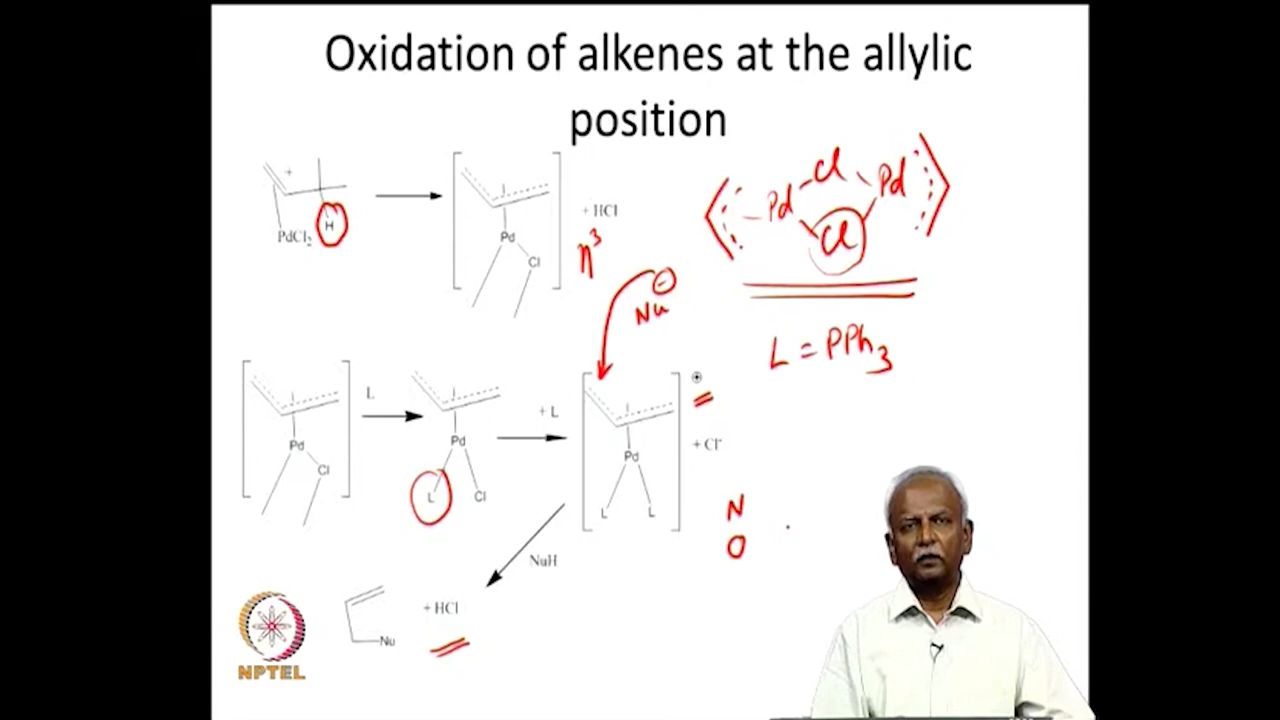 Oxidation of alkenes at the allylic
position
+
H
PdCl2
Pd
Cl
+ HCl
η3
Pd
Cl
Cl
Pd
Nu
-
L = PPh3
Pd
Cl
L
Pd
L
Cl
+ L
Pd
L
L
+
+ Cl-
N
O
NuH
Nu
+ HCl
NPTEL